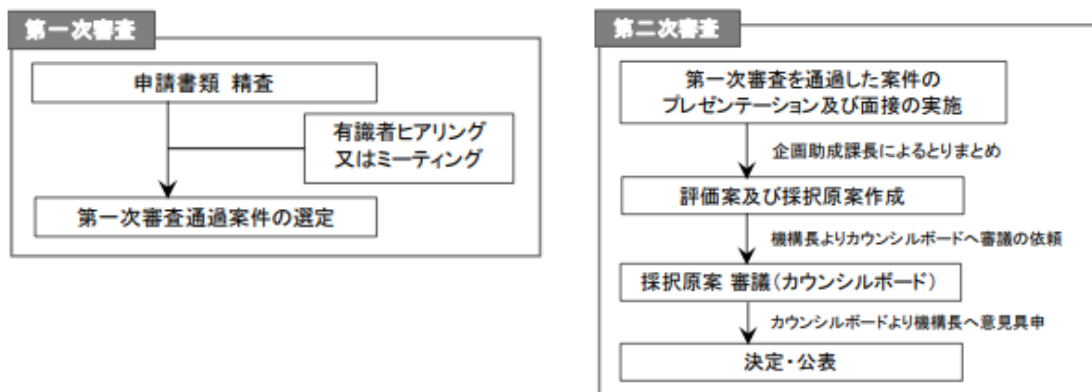 第一次審査
申請書類 精査
有識者ヒアリング
又はミーティング
第一次審査通過案件の選定
第二次審査
第一次審査を通過した案件の
プレゼンテーション及び面接の実施
企画助成課長によるとりまとめ
評価案及び採択原案作成
機構長よりカウンシルボードへ審議の依頼
採択原案 審議(カウンシルボード)
カウンシルボードより機構長へ意見具申
決定・公表